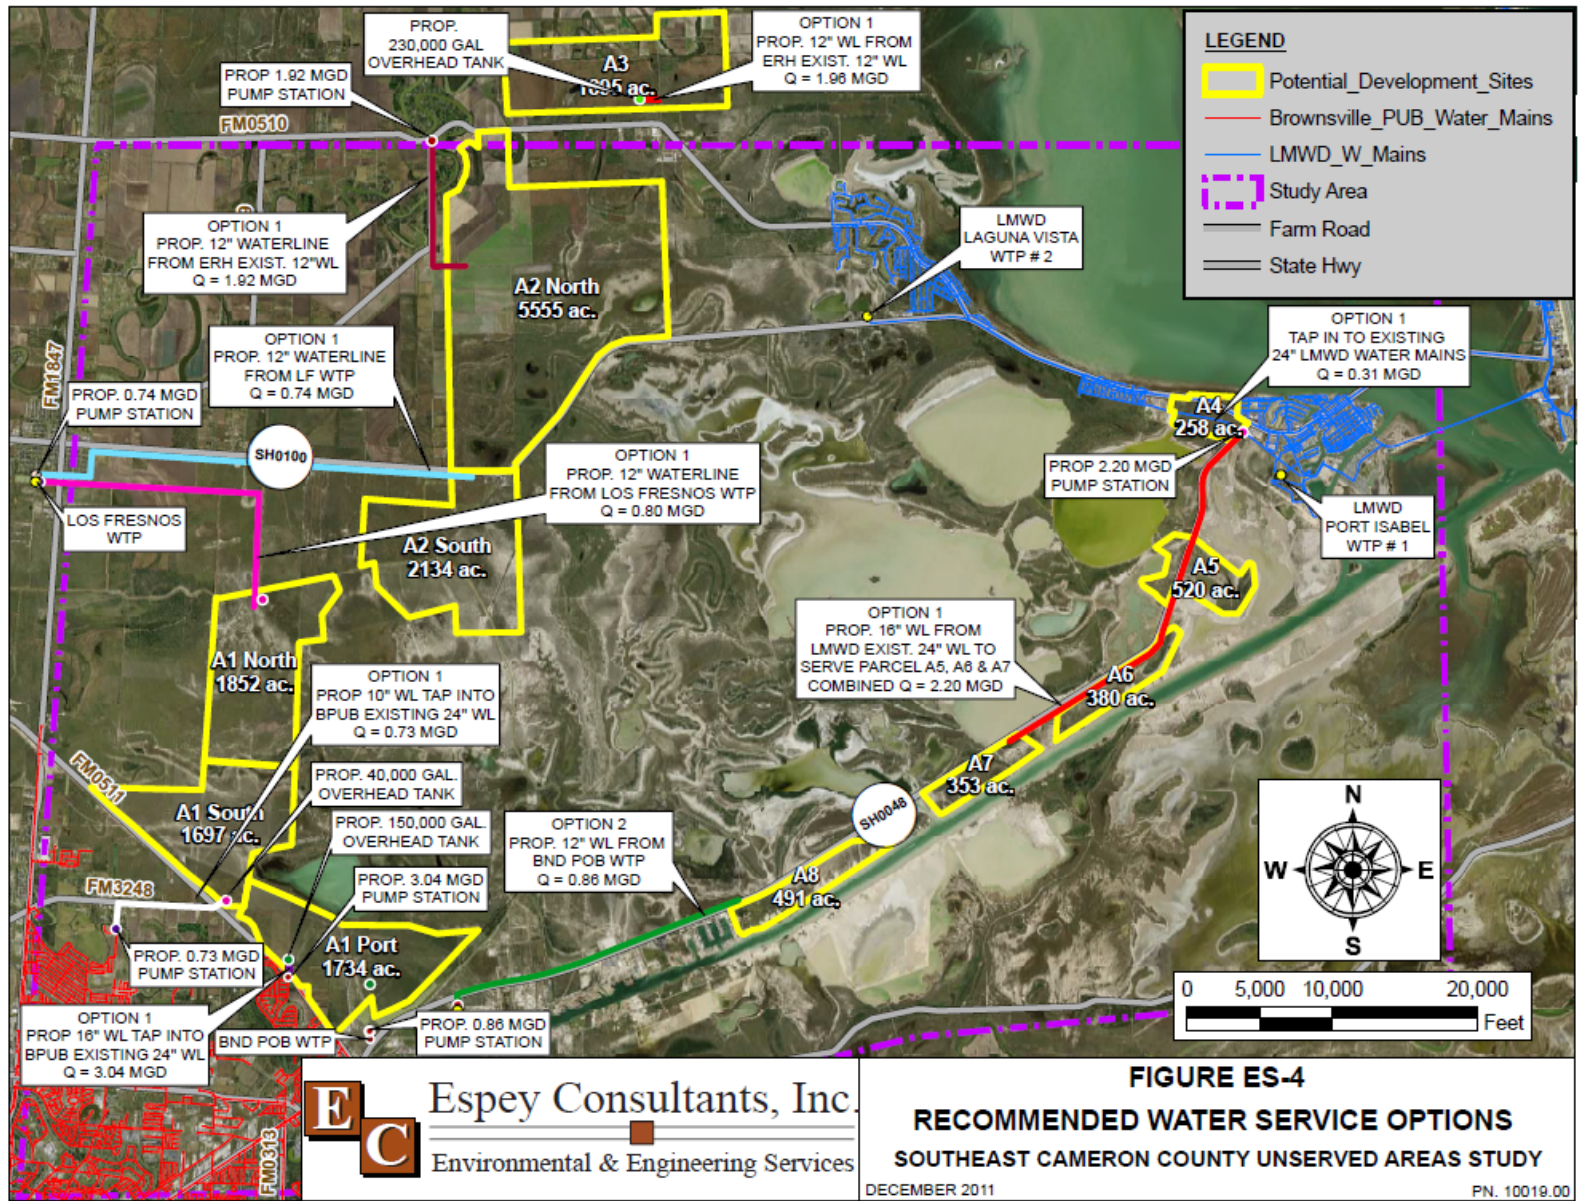 PROP.
230,000 GAL
OVERHEAD TANK
OPTION 1
PROP. 12" WL FROM
ERH EXIST. 12" WL
Q = 1.96 MGD
A3
1895 ac.
PROP 1.92 MGD
PUMP STATION
FM0510
LEGEND
Potential_Development_Sites
Brownsville_PUB_Water_Mains
LMWD_W_Mains
Study Area
Farm Road
State Hwy
OPTION 1
PROP. 12" WATERLINE
FROM ERH EXIST. 12"WL
Q = 1.92 MGD
LMWD
LAGUNA VISTA
WTP # 2
A2 North
5555 ac.
OPTION 1
TAP IN TO EXISTING
24" LMWD WATER MAINS
Q = 0.31 MGD
OPTION 1
PROP. 12" WATERLINE
FROM LF WTP
Q = 0.74 MGD
FM1847
PROP. 0.74 MGD
PUMP STATION
A4
258 ac.
SH0100
OPTION 1
PROP. 12" WATERLINE
FROM LOS FRESNOS WTP
Q = 0.80 MGD
PROP 2.20 MGD
PUMP STATION
LOS FRESNOS
WTP
LMWD
PORT ISABEL
WTP # 1
A2 South
2134 ac.
A5
520 ac.
OPTION 1
PROP. 16" WL FROM
LMWD EXIST. 24" WL TO
SERVE PARCEL A5, A6 & A7
COMBINED Q = 2.20 MGD
A1 North
1852 ac.
OPTION 1
PROP 10" WL TAP INTO
BPUB EXISTING 24" WL
Q = 0.73 MGD
A6
380 ac.
FM0511
PROP. 40,000 GAL.
OVERHEAD TANK
A7
353 ac.
SH0048
A1 South
1697 ac.
PROP. 150,000 GAL.
OVERHEAD TANK
OPTION 2
PROP. 12" WL FROM
BND POB WTP
Q = 0.86 MGD
FM3248
PROP. 3.04 MGD
PUMP STATION
A8
491 ac.
N
W
E
S
PROP. 0.73 MGD
PUMP STATION
A1 Port
1734 ac.
0 5,000 10,000 20,000
Feet
OPTION 1
PROP 16" WL TAP INTO
BPUB EXISTING 24" WL
Q = 3.04 MGD
BND POB WTP
PROP. 0.86 MGD
PUMP STATION
FM0313
E
C
Espey Consultants, Inc.
Environmental & Engineering Services
FIGURE ES-4
RECOMMENDED WATER SERVICE OPTIONS
SOUTHEAST CAMERON COUNTY UNSERVED AREAS STUDY
DECEMBER 2011
PN. 10019.00